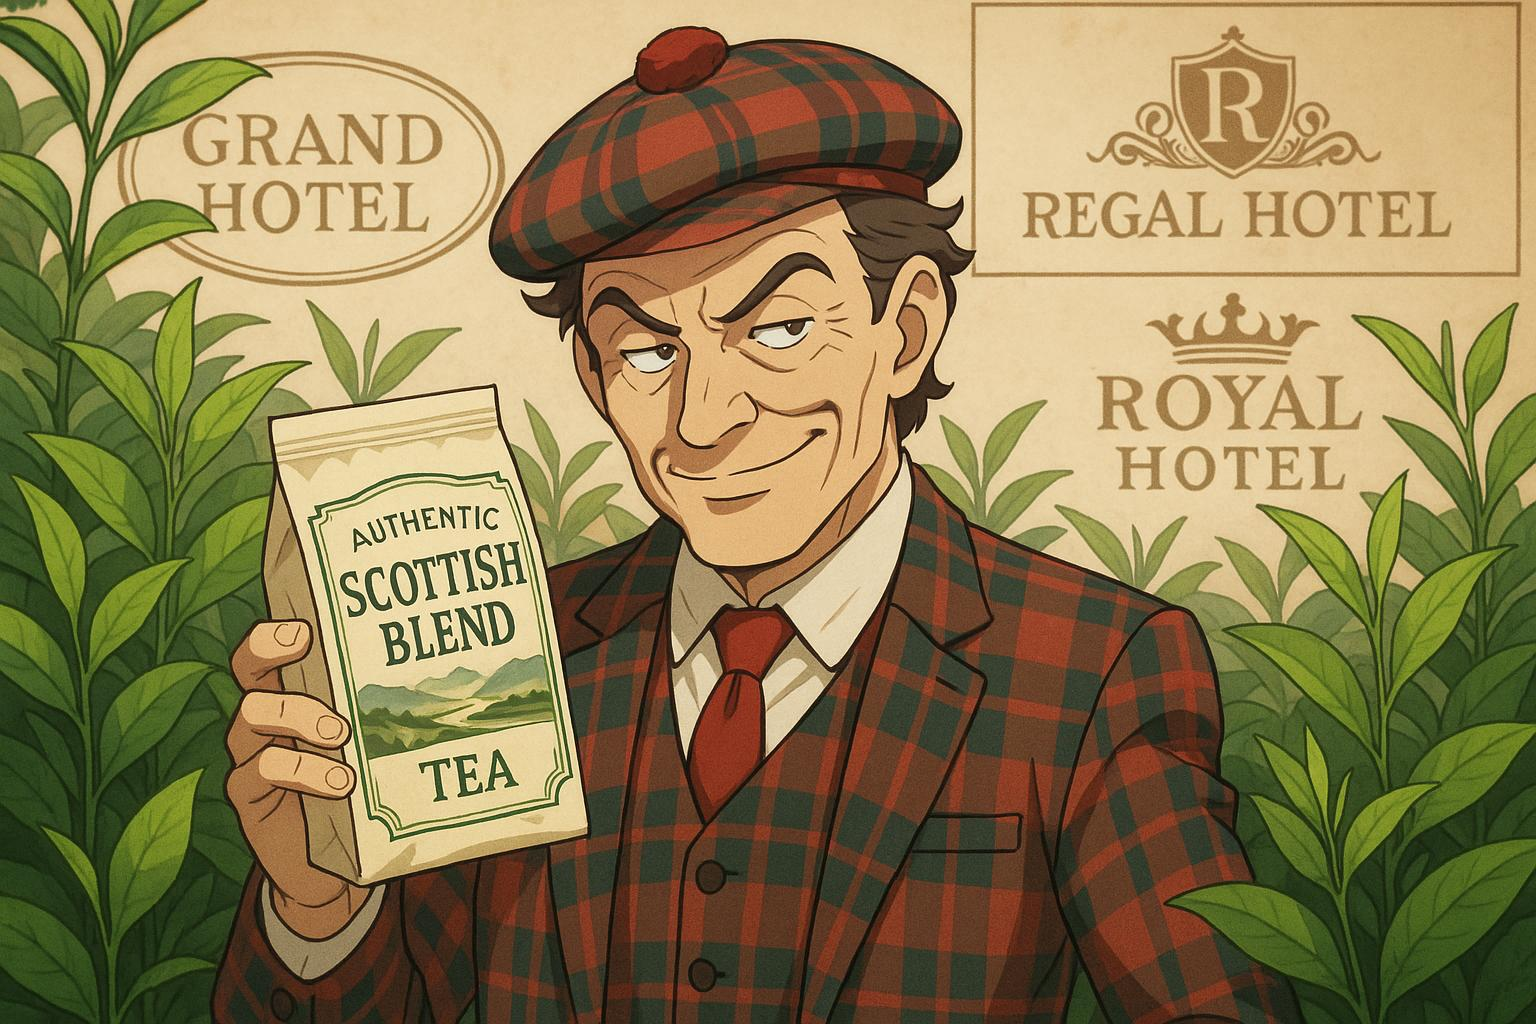 GRAND
HOTEL
R
REGAL HOTEL
ROYAL
HOTEL
AUTHENTIC
SCOTTISH
BLEND
TEA